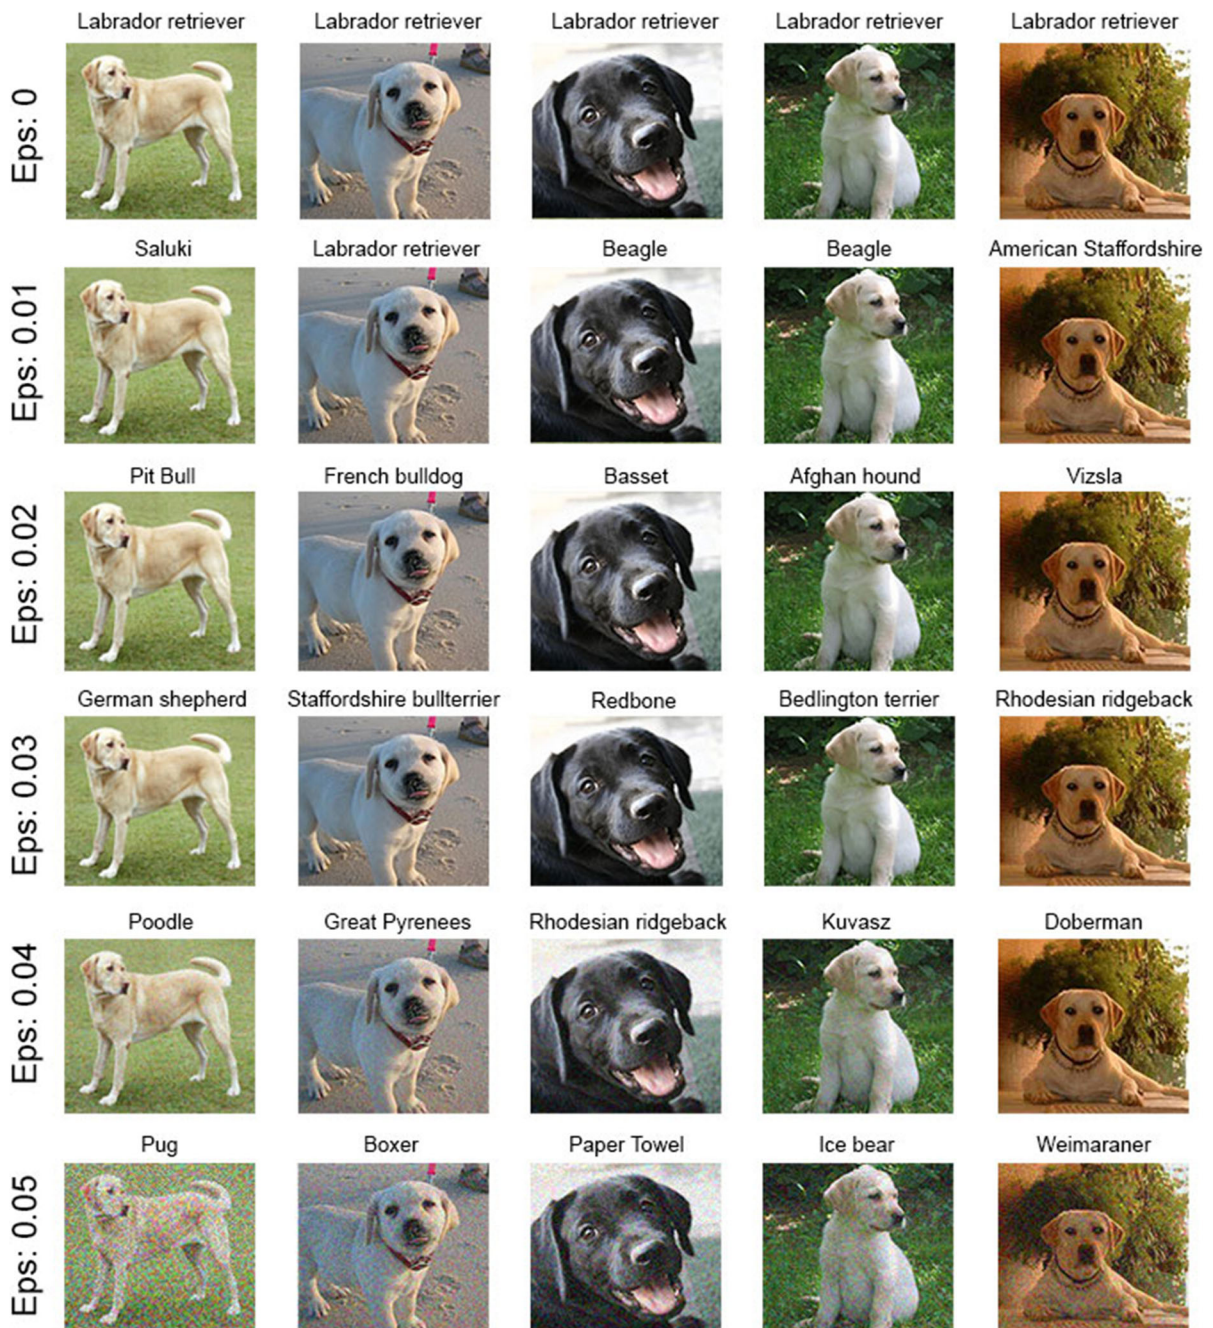 Labrador retriever Labrador retriever Labrador retriever Labrador retriever Labrador retriever
Eps: 0
Saluki Labrador retriever Beagle Beagle American Staffordshire
Eps: 0.01
Pit Bull French bulldog Basset Afghan hound Vizsla
Eps: 0.02
German shepherd Staffordshire bullterrier Redbone Bedlington terrier Rhodesian ridgeback
Eps: 0.03
Poodle Great Pyrenees Rhodesian ridgeback Kuvasz Doberman
Eps: 0.04
Pug Boxer Paper Towel Ice bear Weimaraner
Eps: 0.05